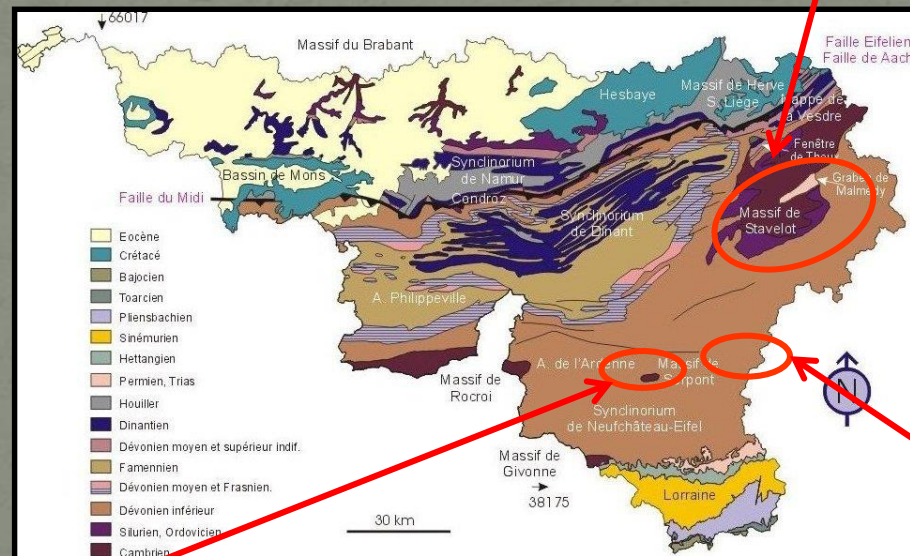 66017
Massif du Brabant
Faille Eifelien
Faille de Aach
Massif de Herve
S. Liège
Hesbaye
Nappe de
la Vesdre
Fenêtre
de Theux
Graben de
Malmedy
Synclinorium
de Namur
Bassin de Mons
Condroz
Faille du Midi
Synclinorium
de Dinant
Massif de
Stavelot
Eocène
Crétacé
Bajocien
Toarcien
Pliensbachien
Sinémurien
Hettangien
Permien, Trias
Houiller
Dinantien
Dévonien moyen et supérieur indif.
Famennien
Dévonien moyen et Frasnien.
Dévonien inférieur
Silurien, Ordovicien
Cambrien
A. Philippeville
Massif de
Rocroi
A. de l'Ardenne
Massif de
Serpont
N
Synclinorium
de Neufchâteau-Eifel
Massif de
Givonne
38175
Lorraine
30 km